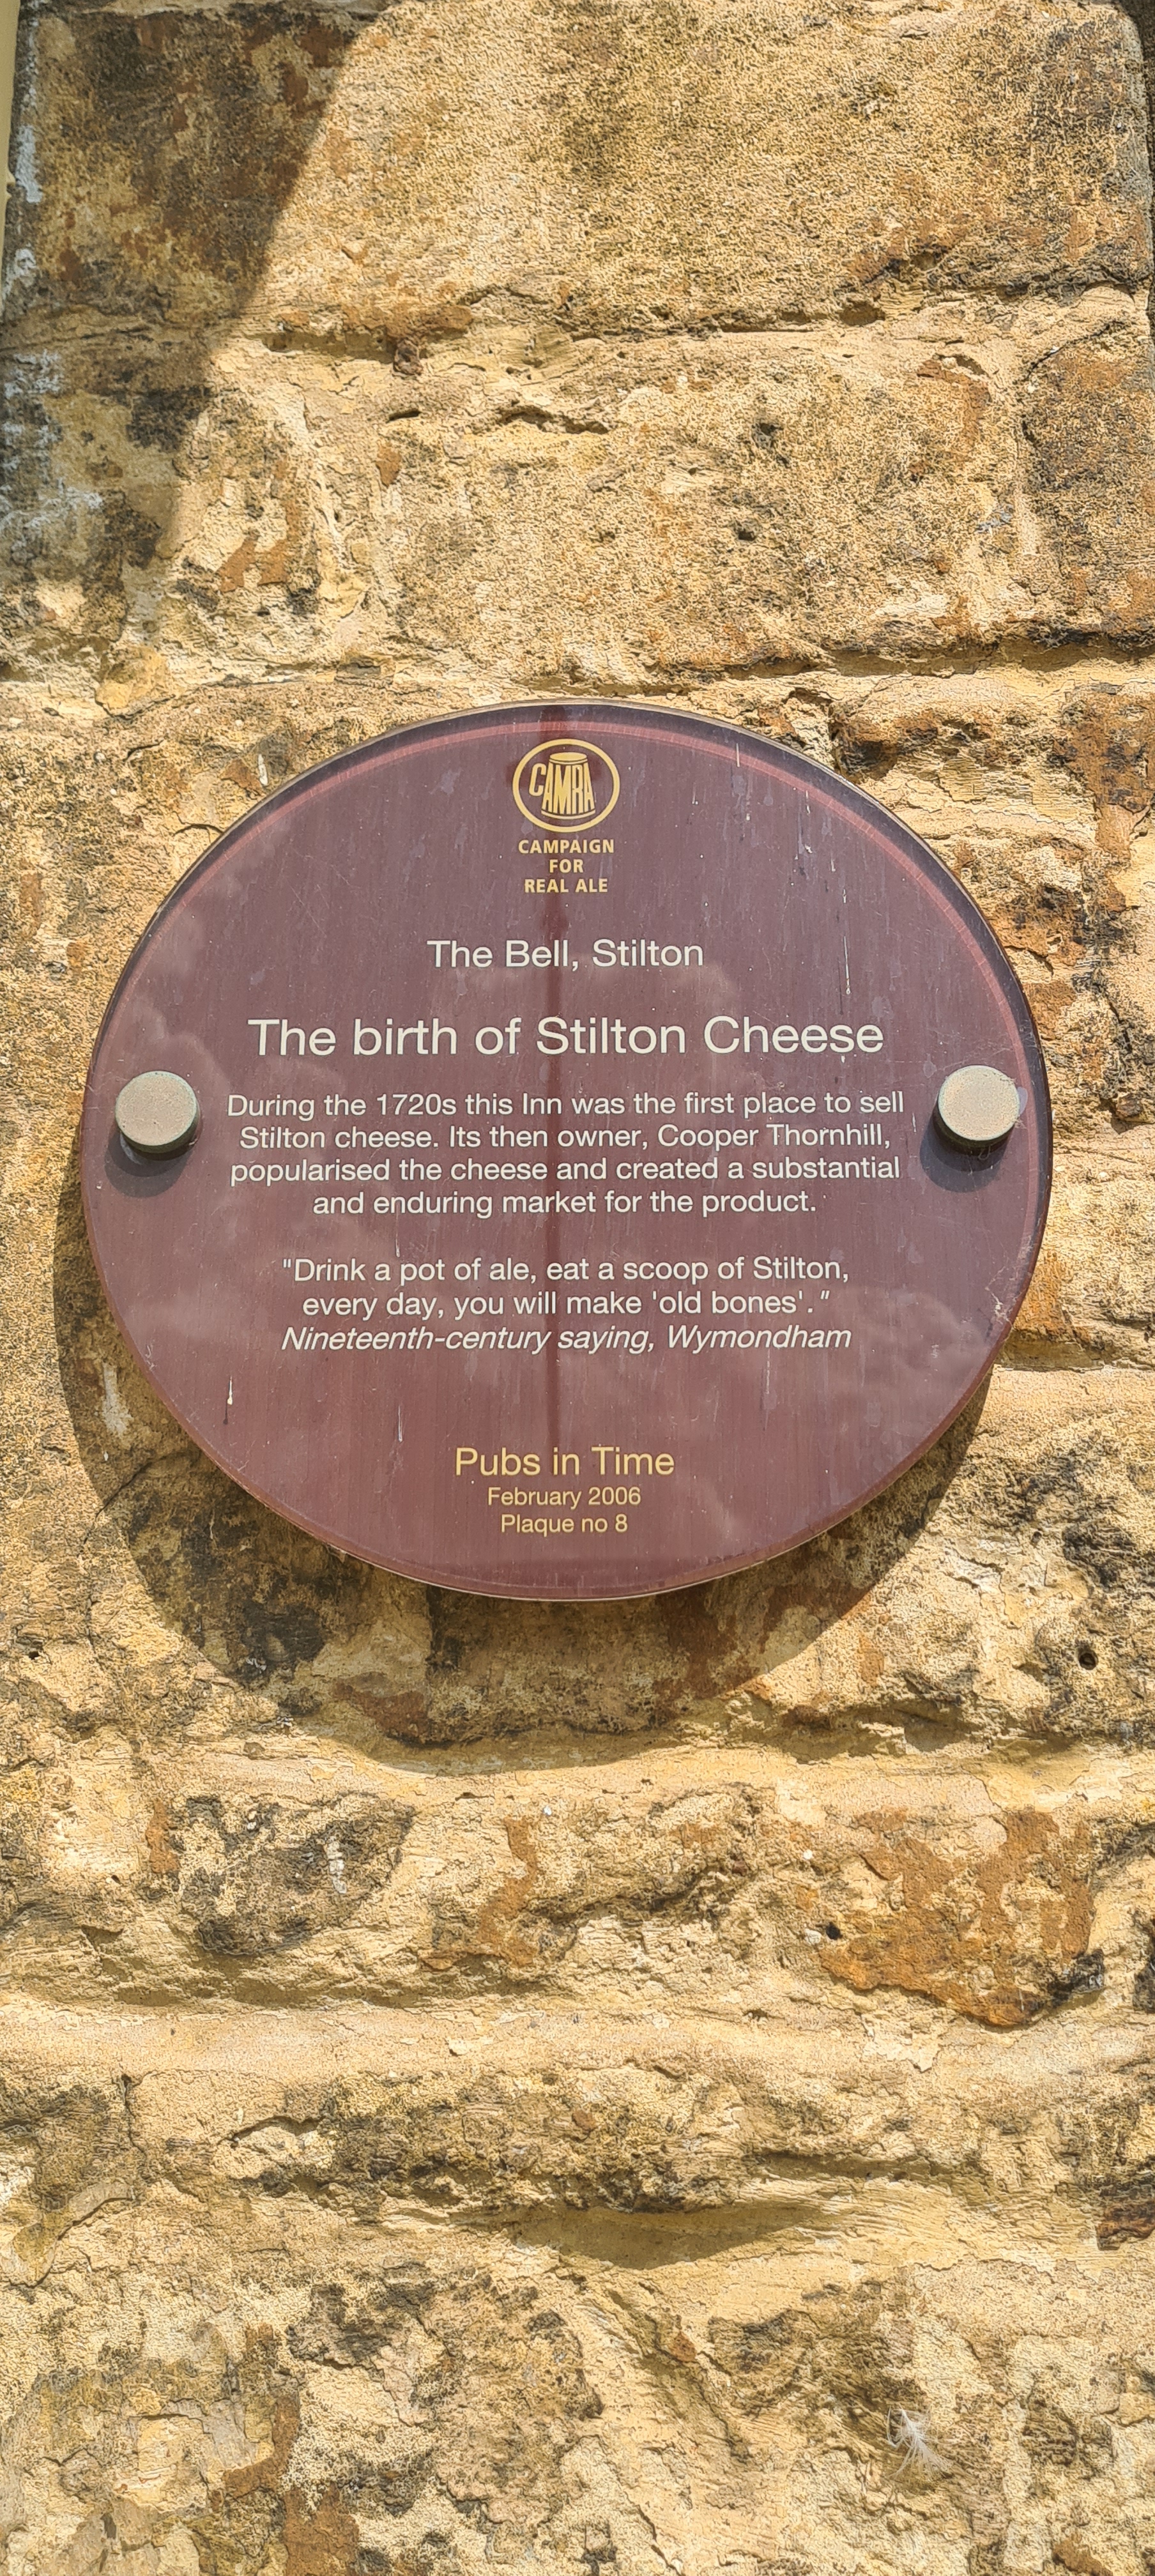 CAMRA
CAMPAIGN
FOR
REAL ALE
The Bell, Stilton
The birth of Stilton Cheese
During the 1720s this Inn was the first place to sell
Stilton cheese. Its then owner, Cooper Thornhill,
popularised the cheese and created a substantial
and enduring market for the product.
"Drink a pot of ale, eat a scoop of Stilton,
every day, you will make 'old bones'."
Nineteenth-century saying, Wymondham
Pubs in Time
February 2006
Plaque no 8